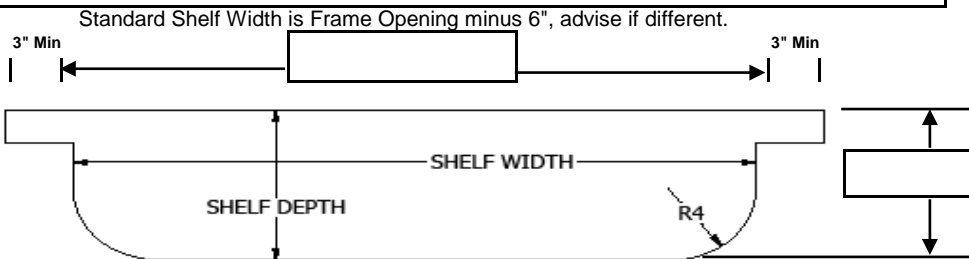 Standard Shelf Width is Frame Opening minus 6", advise if different.
3" Min
3" Min
SHELF WIDTH
SHELF DEPTH
R4